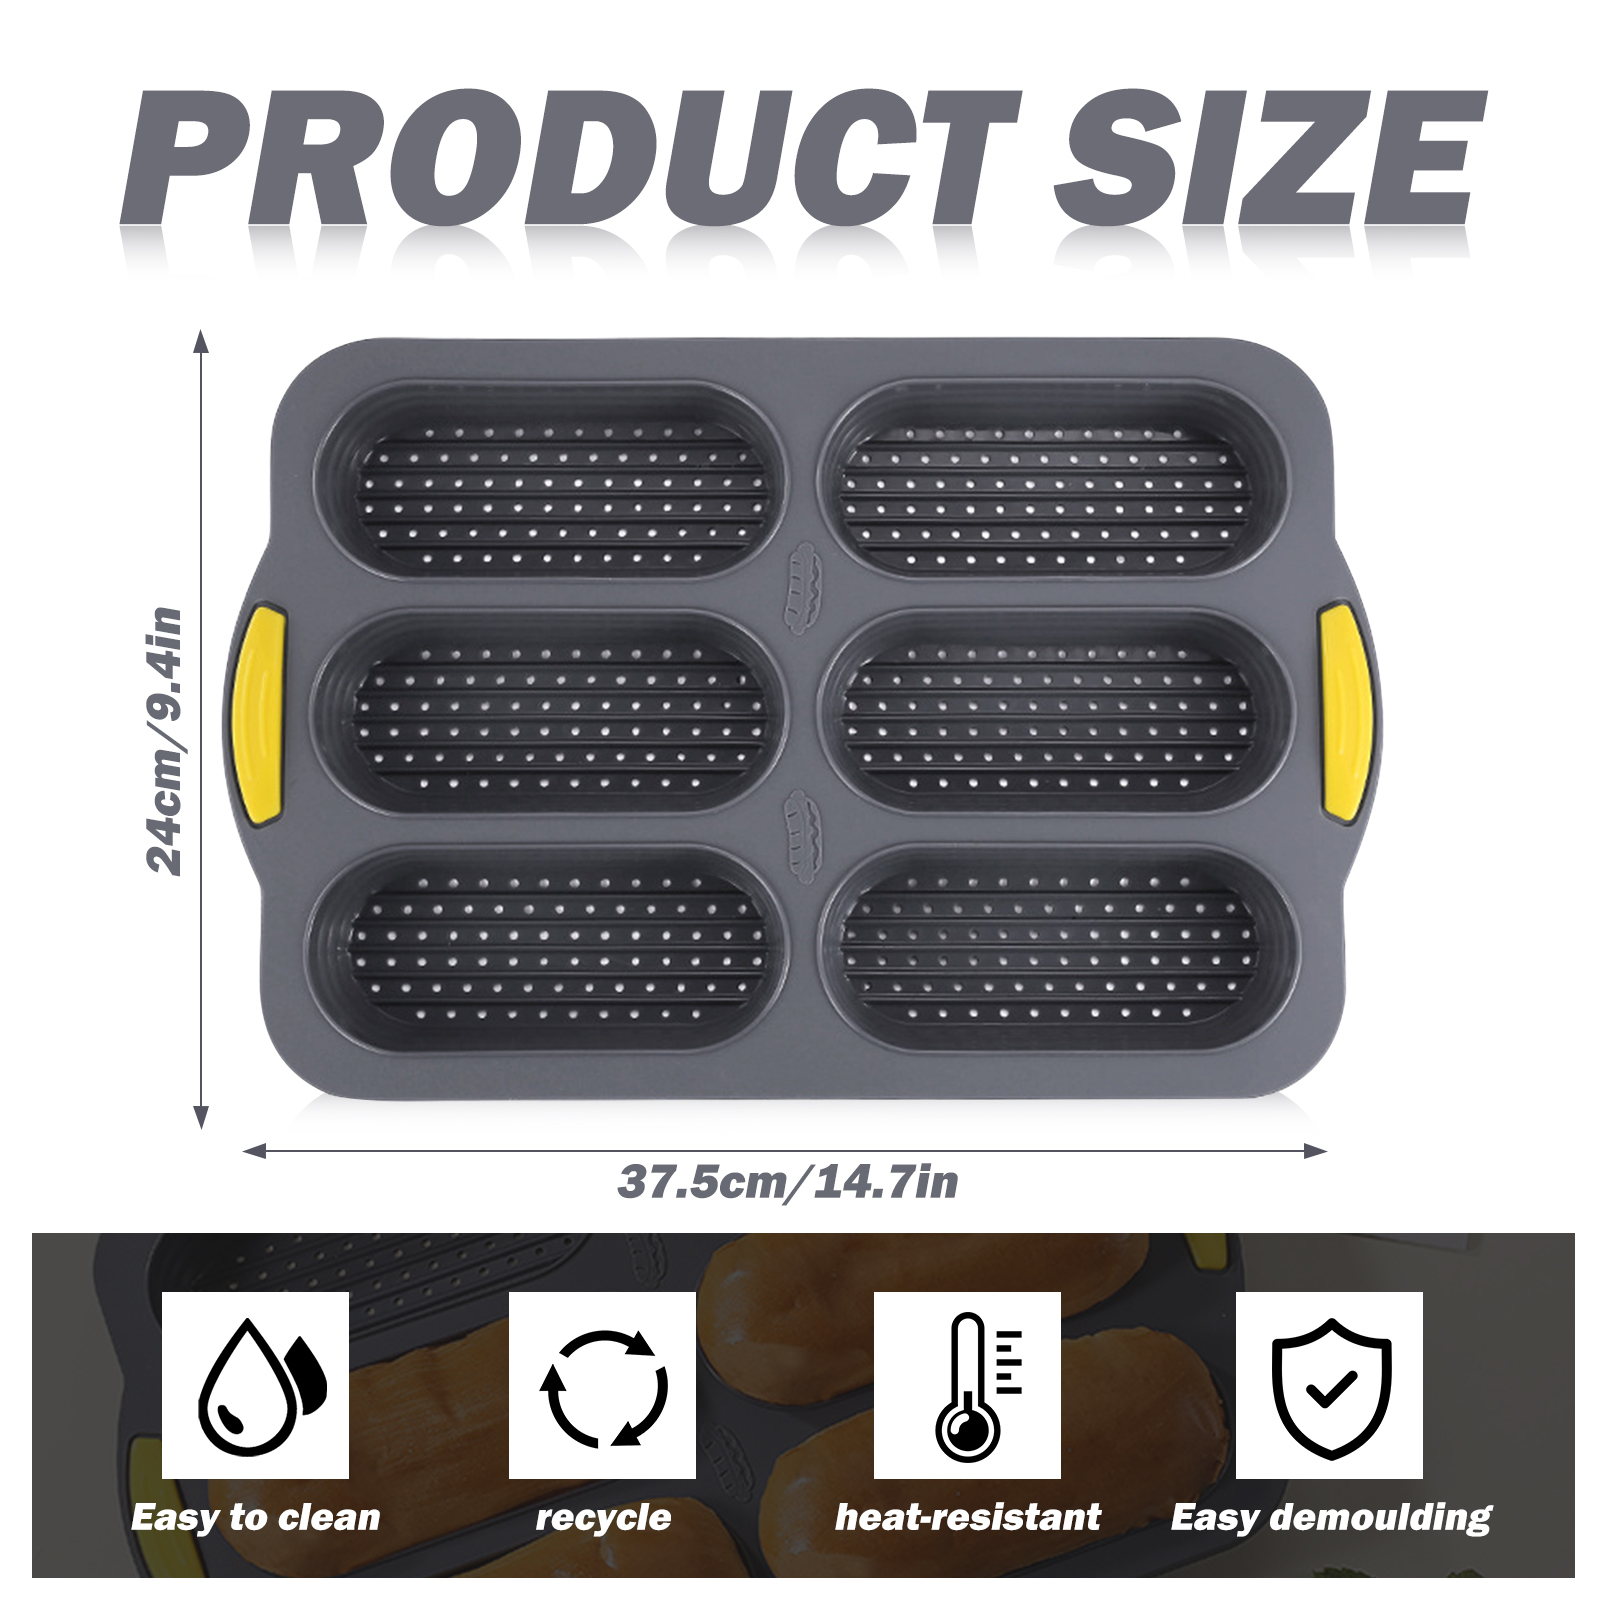 PRODUCT SIZE
24cm/9.4in
37.5cm/14.7in
Easy to clean
recycle
heat-resistant
Easy demoulding